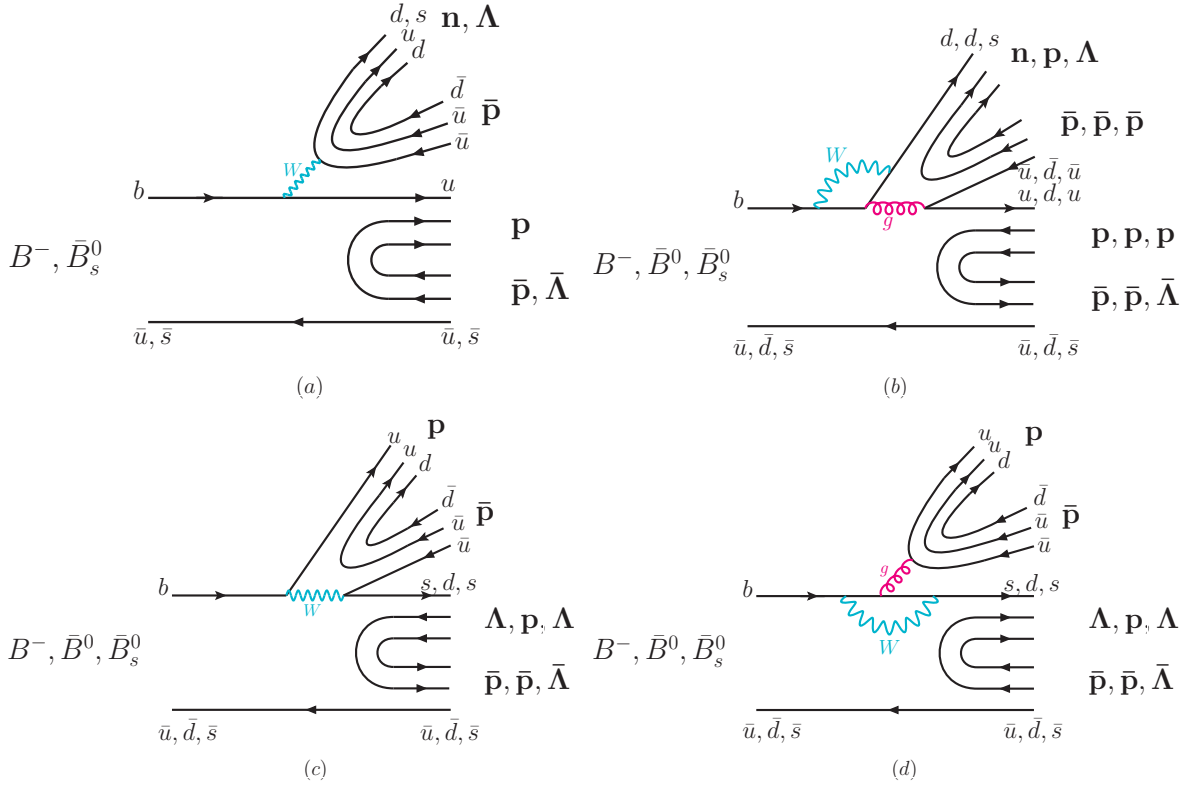 d, s n, Λ
u
d
d̄
ū p̄
ū
W
b u
p
B⁻, B̄⁰ₛ
p̄, Λ̄
ū, s̄ ū, s̄
(a)
d, d, s n, p, Λ
p̄, p̄, p̄
W
ū, d̄, ū
u, d, u
b
g
p, p, p
B⁻, B̄⁰, B̄⁰ₛ
p̄, p̄, Λ̄
ū, d̄, s̄ ū, d̄, s̄
(b)
u p
u
d
d̄
ū p̄
ū
b s, d, s
W
Λ, p, Λ
B⁻, B̄⁰, B̄⁰ₛ
p̄, p̄, Λ̄
ū, d̄, s̄ ū, d̄, s̄
(c)
u p
u
d
d̄
ū p̄
ū
g
b s, d, s
W
Λ, p, Λ
B⁻, B̄⁰, B̄⁰ₛ
p̄, p̄, Λ̄
ū, d̄, s̄ ū, d̄, s̄
(d)